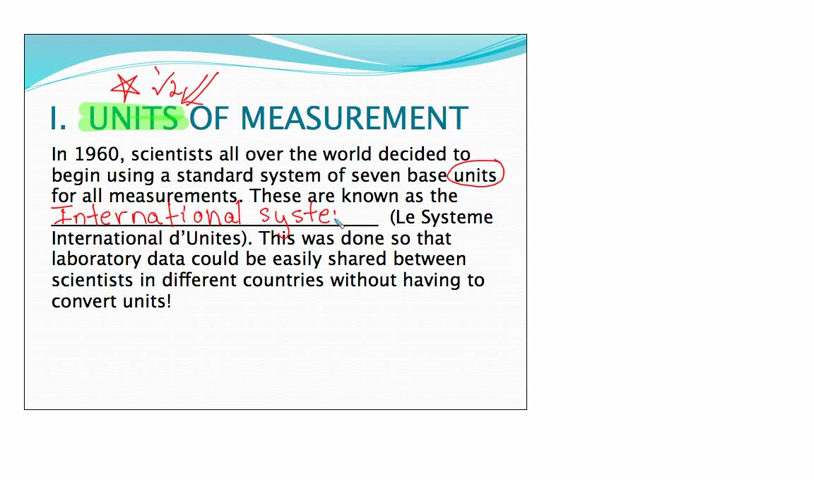 I. UNITS OF MEASUREMENT
In 1960, scientists all over the world decided to
begin using a standard system of seven base units
for all measurements. These are known as the
International syste (Le Systeme
International d’Unites). This was done so that
laboratory data could be easily shared between
scientists in different countries without having to
convert units!